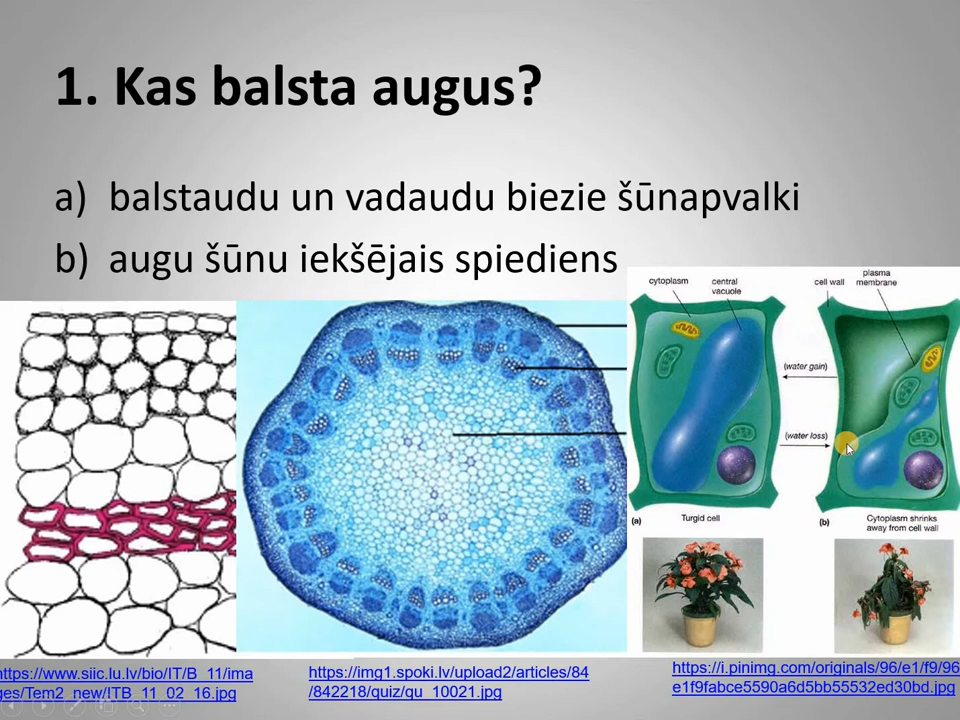 1. Kas balsta augus?
a) balstaudu un vadaudu biezie šūnapvalki
b) augu šūnu iekšējais spiediens
cytoplasm
central
vacuole
cell wall
plasma
membrane
(water gain)
(water loss)
(a)
Turgid cell
(b)
Cytoplasm shrinks
away from cell wall
https://www.siic.lu.lv/bio/IT/B_11/ima
ges/Tem2_new/!TB_11_02_16.jpg
https://img1.spoki.lv/upload2/articles/84
/842218/quiz/qu_10021.jpg
https://i.pinimg.com/originals/96/e1/f9/96
e1f9fabce5590a6d5bb55532ed30bd.jpg